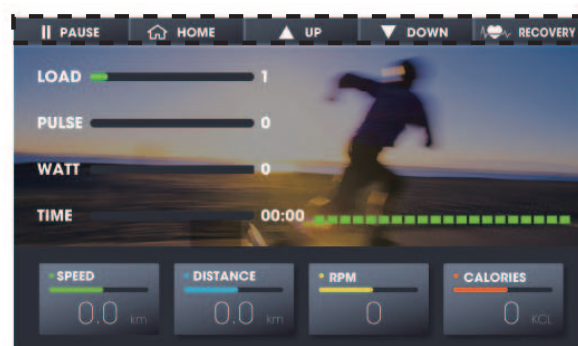 PAUSE HOME UP DOWN RECOVERY
LOAD 1
PULSE 0
WATT 0
TIME 00:00
SPEED DISTANCE RPM CALORIES
0.0 km 0.0 km 0 0 KCL